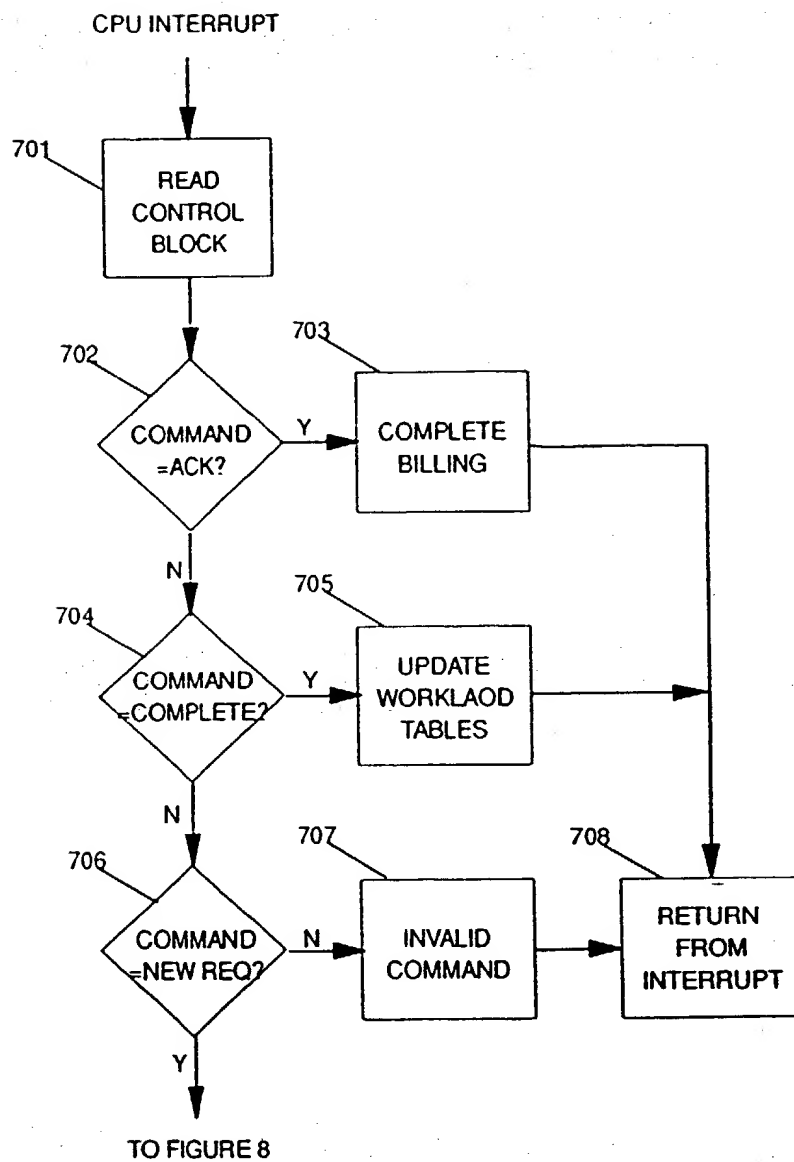 CPU INTERRUPT
701
READ
CONTROL
BLOCK
702
COMMAND
=ACK?
Y
703
COMPLETE
BILLING
N
704
COMMAND
=COMPLETE?
Y
705
UPDATE
WORKLAOD
TABLES
N
706
COMMAND
=NEW REQ?
N
707
INVALID
COMMAND
708
RETURN
FROM
INTERRUPT
Y
TO FIGURE 8